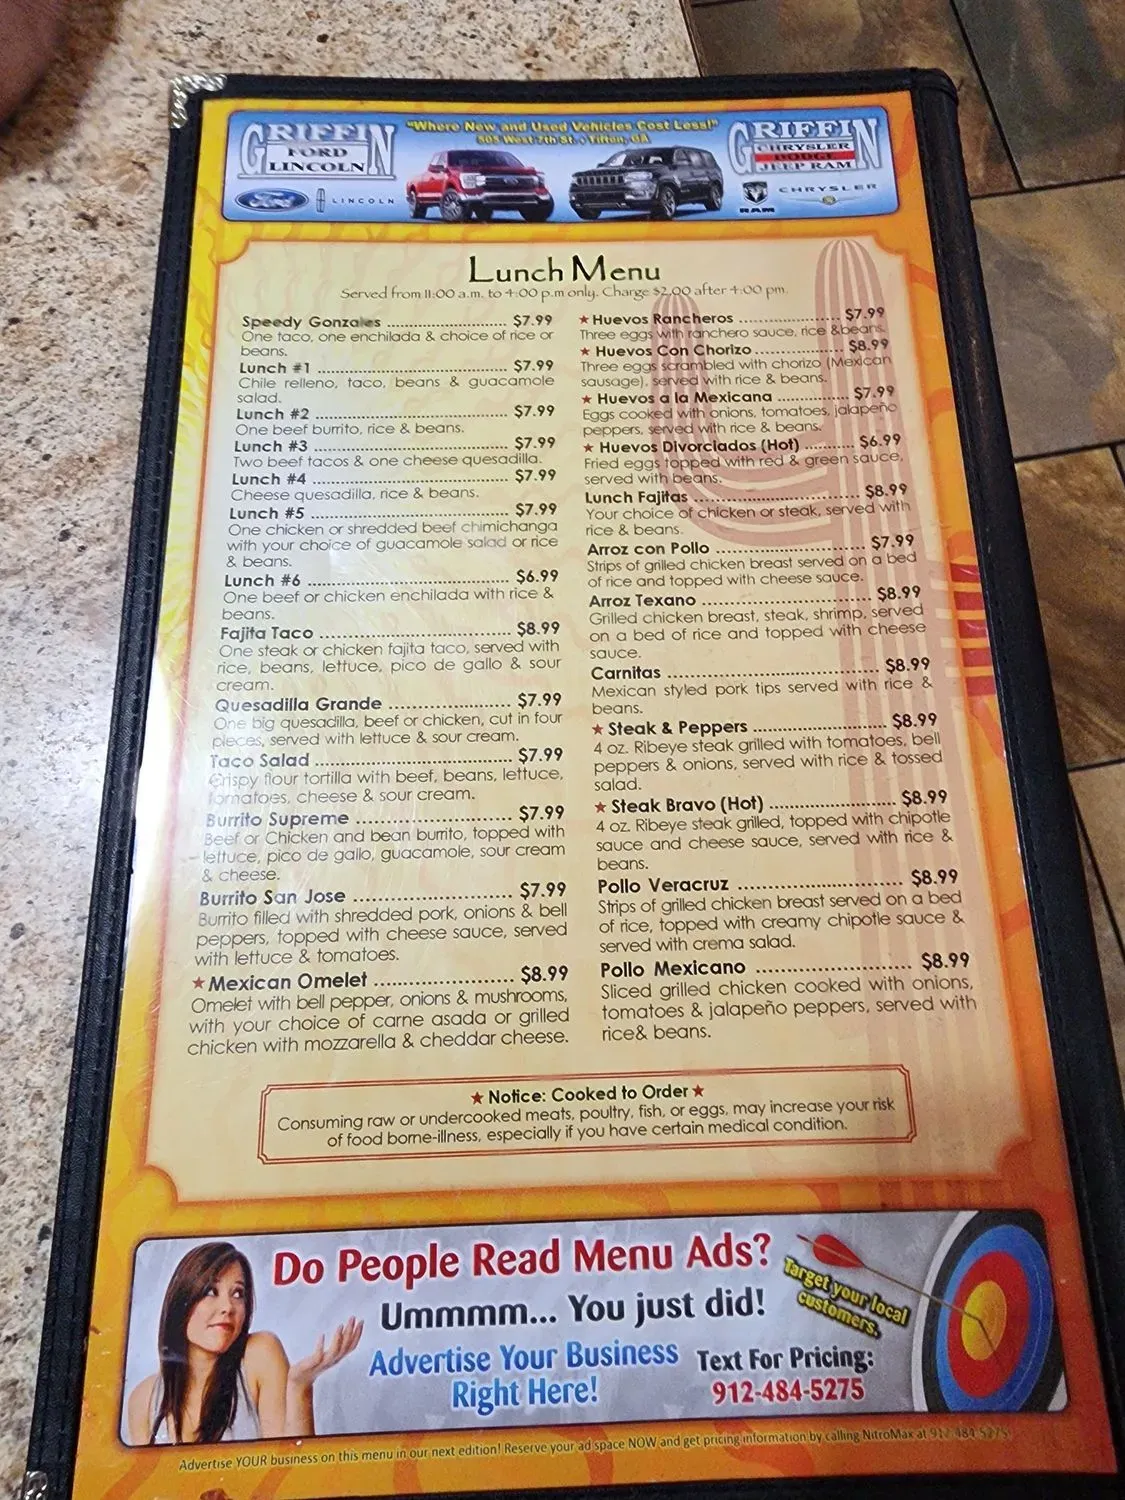 GRIFFIN
FORD
LINCOLN
Ford
LINCOLN
"Where New and Used Vehicles Cost Less!"
505 West 7th St. • Tifton, GA
GRIFFIN
CHRYSLER
DODGE
JEEP RAM
RAM
CHRYSLER
Lunch Menu
Served from 11:00 a.m. to 4:00 p.m only. Charge $2.00 after 4:00 pm.
Speedy Gonzales ............................... $7.99
One taco, one enchilada & choice of rice or
beans.
Lunch #1 ................................................ $7.99
Chile relleno, taco, beans & guacamole
salad.
Lunch #2 ................................................ $7.99
One beef burrito, rice & beans.
Lunch #3 ................................................ $7.99
Two beef tacos & one cheese quesadilla.
Lunch #4 ................................................ $7.99
Cheese quesadilla, rice & beans.
Lunch #5 ................................................ $7.99
One chicken or shredded beef chimichanga
with your choice of guacamole salad or rice
& beans.
Lunch #6 ................................................ $6.99
One beef or chicken enchilada with rice &
beans.
Fajita Taco ............................................ $8.99
One steak or chicken fajita taco, served with
rice, beans, lettuce, pico de gallo & sour
cream.
Quesadilla Grande ............................ $7.99
One big quesadilla, beef or chicken, cut in four
pieces, served with lettuce & sour cream.
Taco Salad ............................................ $7.99
Crispy flour tortilla with beef, beans, lettuce,
tomatoes, cheese & sour cream.
Burrito Supreme .................................. $7.99
Beef or Chicken and bean burrito, topped with
lettuce, pico de gallo, guacamole, sour cream
& cheese.
Burrito San Jose .................................. $7.99
Burrito filled with shredded pork, onions & bell
peppers, topped with cheese sauce, served
with lettuce & tomatoes.
★ Mexican Omelet .............................. $8.99
Omelet with bell pepper, onions & mushrooms,
with your choice of carne asada or grilled
chicken with mozzarella & cheddar cheese.
★ Huevos Rancheros ......................... $7.99
Three eggs with ranchero sauce, rice &beans.
★ Huevos Con Chorizo ...................... $8.99
Three eggs scrambled with chorizo (Mexican
sausage), served with rice & beans.
★ Huevos a la Mexicana .................. $7.99
Eggs cooked with onions, tomatoes, jalapeño
peppers, served with rice & beans.
★ Huevos Divorciados (Hot) ............ $6.99
Fried eggs topped with red & green sauce,
served with beans.
Lunch Fajitas ........................................ $8.99
Your choice of chicken or steak, served with
rice & beans.
Arroz con Pollo .................................... $7.99
Strips of grilled chicken breast served on a bed
of rice and topped with cheese sauce.
Arroz Texano ........................................ $8.99
Grilled chicken breast, steak, shrimp, served
on a bed of rice and topped with cheese
sauce.
Carnitas ................................................ $8.99
Mexican styled pork tips served with rice &
beans.
★ Steak & Peppers ............................. $8.99
4 oz. Ribeye steak grilled with tomatoes, bell
peppers & onions, served with rice & tossed
salad.
★ Steak Bravo (Hot) ........................... $8.99
4 oz. Ribeye steak grilled, topped with chipotle
sauce and cheese sauce, served with rice &
beans.
Pollo Veracruz ..................................... $8.99
Strips of grilled chicken breast served on a bed
of rice, topped with creamy chipotle sauce &
served with crema salad.
Pollo Mexicano ................................... $8.99
Sliced grilled chicken cooked with onions,
tomatoes & jalapeño peppers, served with
rice& beans.
★ Notice: Cooked to Order ★
Consuming raw or undercooked meats, poultry, fish, or eggs, may increase your risk
of food borne-illness, especially if you have certain medical condition.
Do People Read Menu Ads?
Ummmm... You just did!
Target your local
customers.
Advertise Your Business
Right Here!
Text For Pricing:
912-484-5275
Advertise YOUR business on this menu in our next edition! Reserve your ad space NOW and get pricing information by calling NitroMax at 912-484-5275!